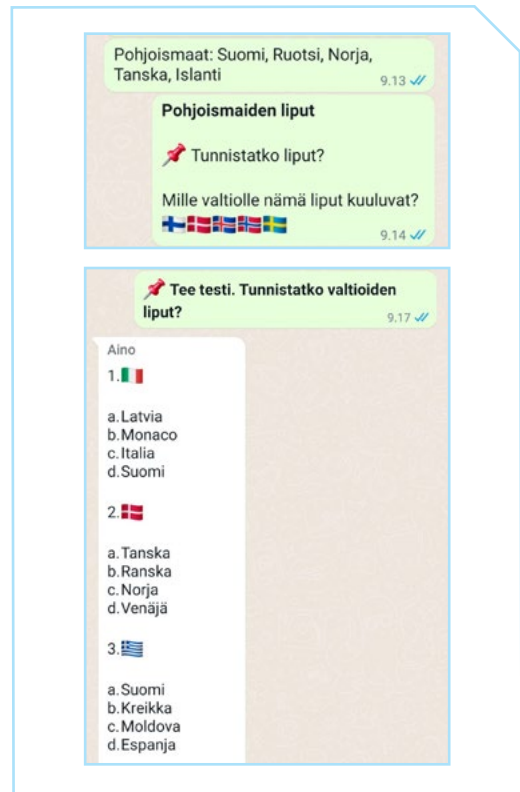 Pohjoismaat: Suomi, Ruotsi, Norja,
Tanska, Islanti
9.13
Pohjoismaiden liput
📌 Tunnistatko liput?
Mille valtiolle nämä liput kuuluvat?
🇫🇮🇩🇰🇮🇸🇳🇴🇸🇪
9.14
📌 Tee testi. Tunnistatko valtioiden
liput?
9.17
Aino
1.🇮🇹
a.Latvia
b.Monaco
c.Italia
d.Suomi
2.🇩🇰
a.Tanska
b.Ranska
c.Norja
d.Venäjä
3.🇬🇷
a.Suomi
b.Kreikka
c.Moldova
d.Espanja